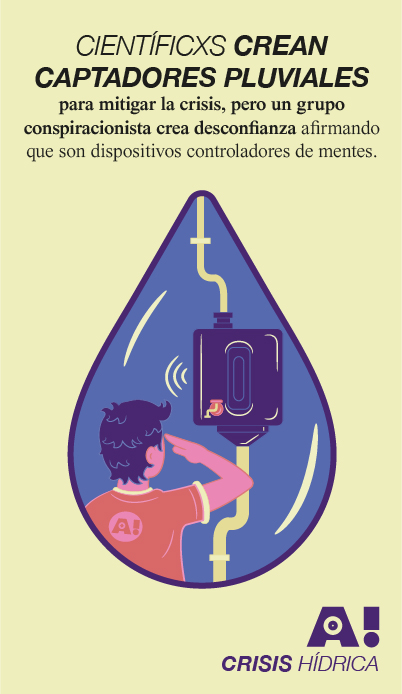 CIENTÍFICXS CREAN
CAPTADORES PLUVIALES
para mitigar la crisis, pero un grupo
conspiracionista crea desconfianza afirmando
que son dispositivos controladores de mentes.
A!
A!
CRISIS HÍDRICA